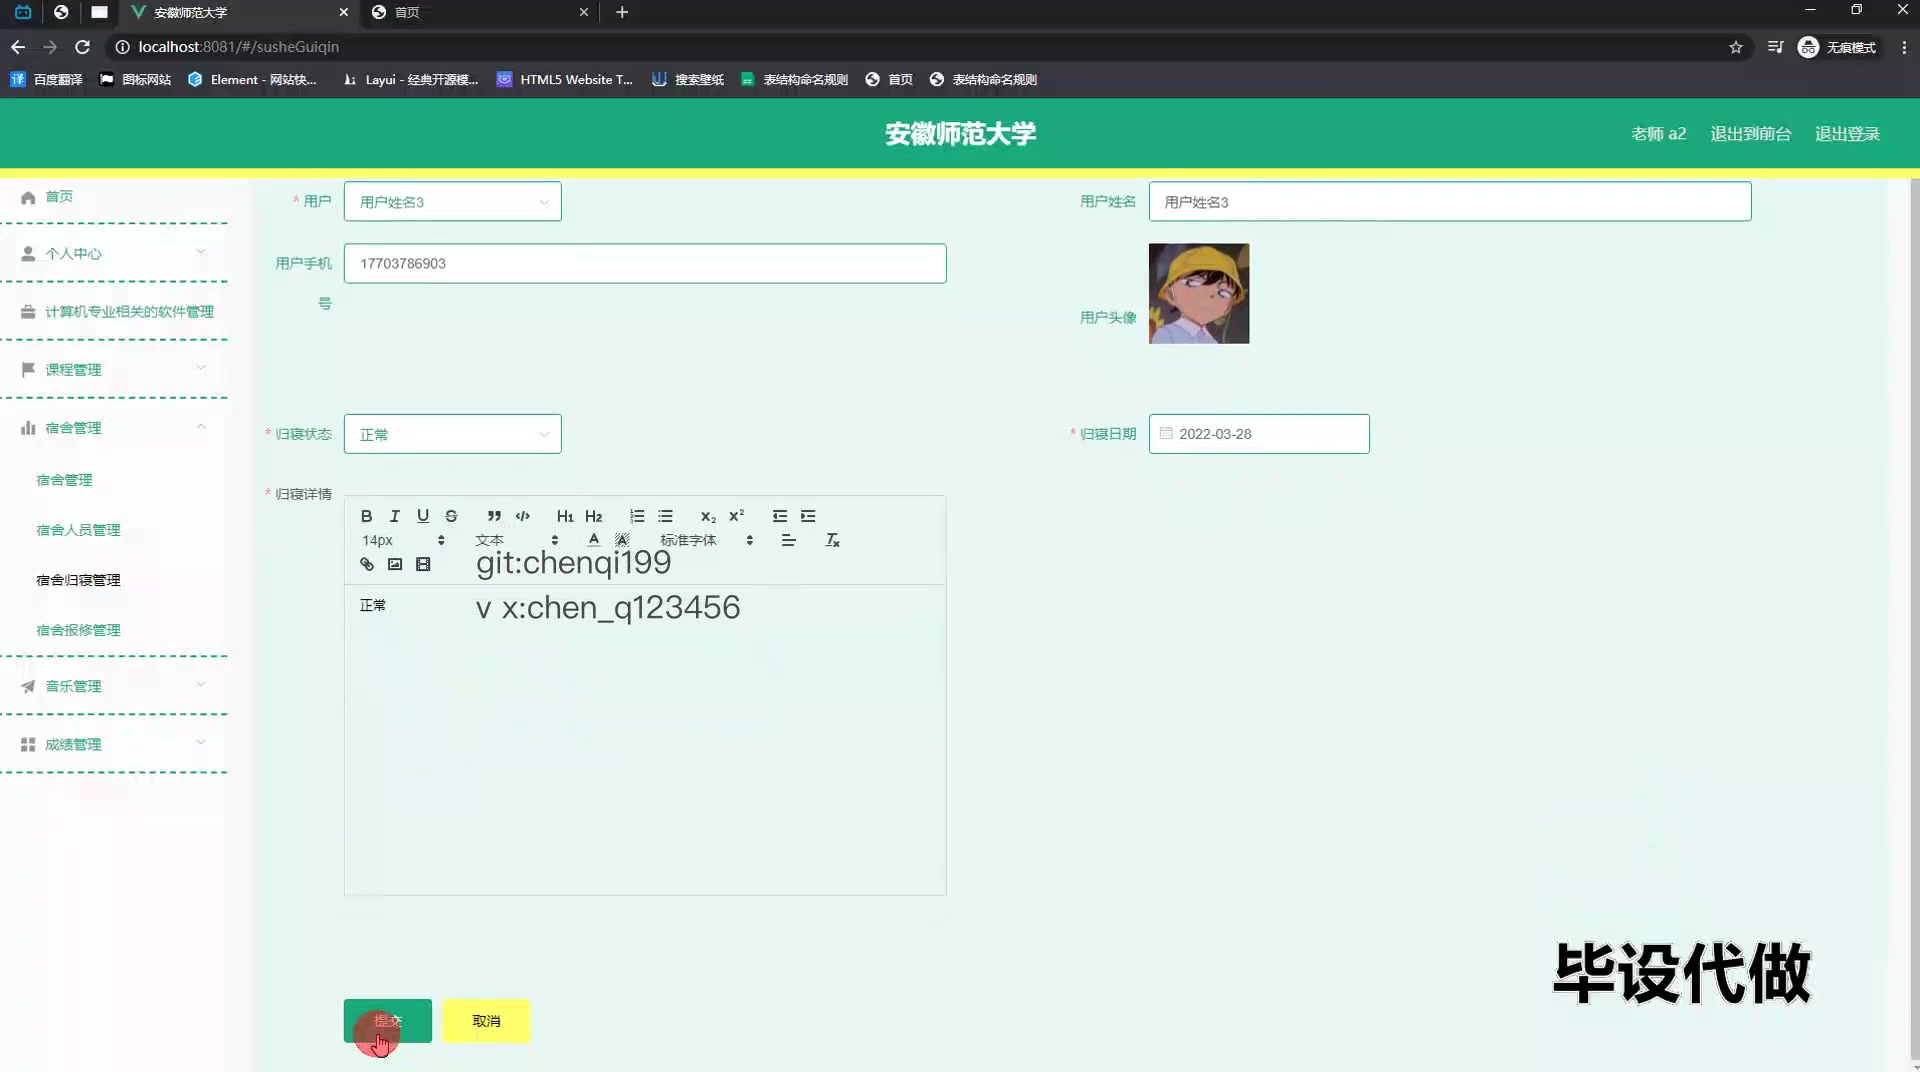 安徽师范大学
首页
localhost:8081/#/susheGuiqin
无痕模式
百度翻译
图标网站
Element - 网站快...
Layui - 经典开源模...
HTML5 Website T...
搜索壁纸
表结构命名规则
首页
表结构命名规则
安徽师范大学
老师 a2
退出到前台
退出登录
首页
个人中心
计算机专业相关的软件管理
课程管理
宿舍管理
宿舍管理
宿舍人员管理
宿舍归寝管理
宿舍报修管理
音乐管理
成绩管理
* 用户
用户姓名3
用户姓名
用户姓名3
用户手机
号
17703786903
用户头像
* 归寝状态
正常
* 归寝日期
2022-03-28
* 归寝详情
B I U S H1 H2 X2 X2
14px
文本
A A
标准字体
Tx
git:chenqi199
正常
v x:chen_q123456
毕设代做
提交
取消